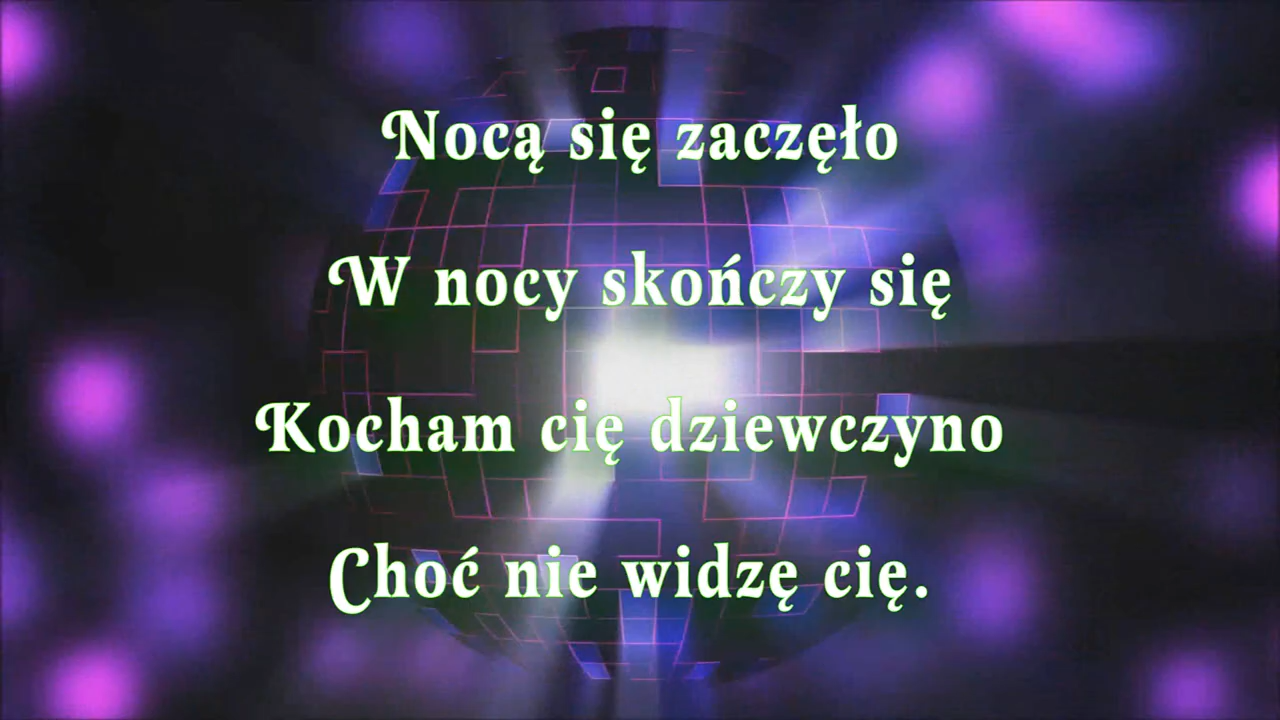 Nocą się zaczęło
W nocy skończy się
Kocham cię dziewczyno
Choć nie widzę cię.